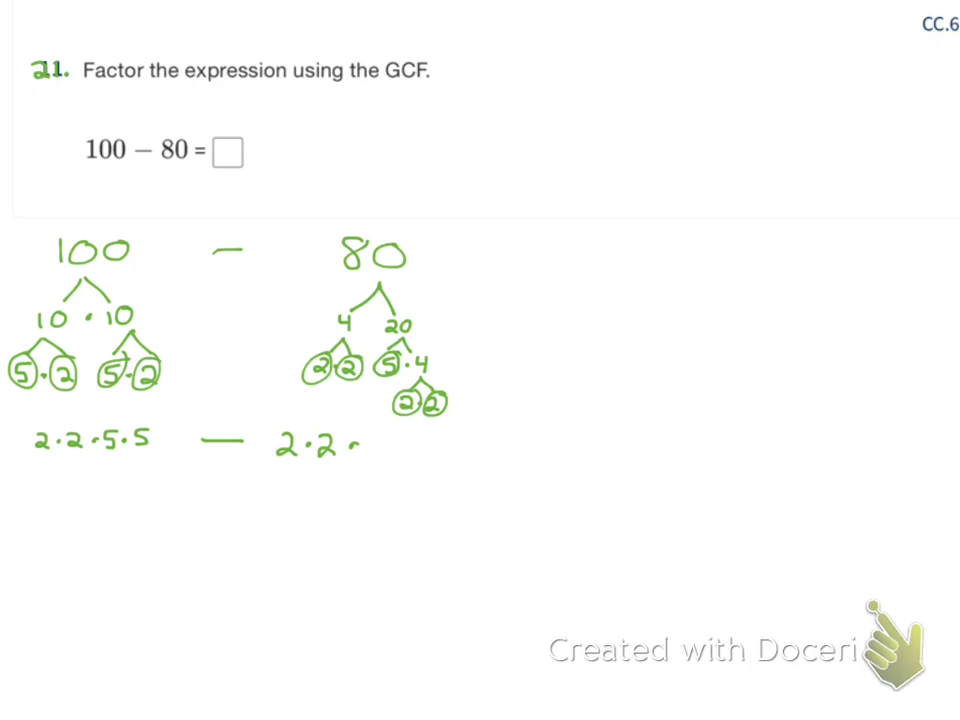 CC.6
21. Factor the expression using the GCF.
100 − 80 =
100 − 80
10 · 10 4 20
5 · 2 5 · 2 2 · 2 5 · 4
2 · 2
2 · 2 · 5 · 5 — 2 · 2 ·
Created with Doceri